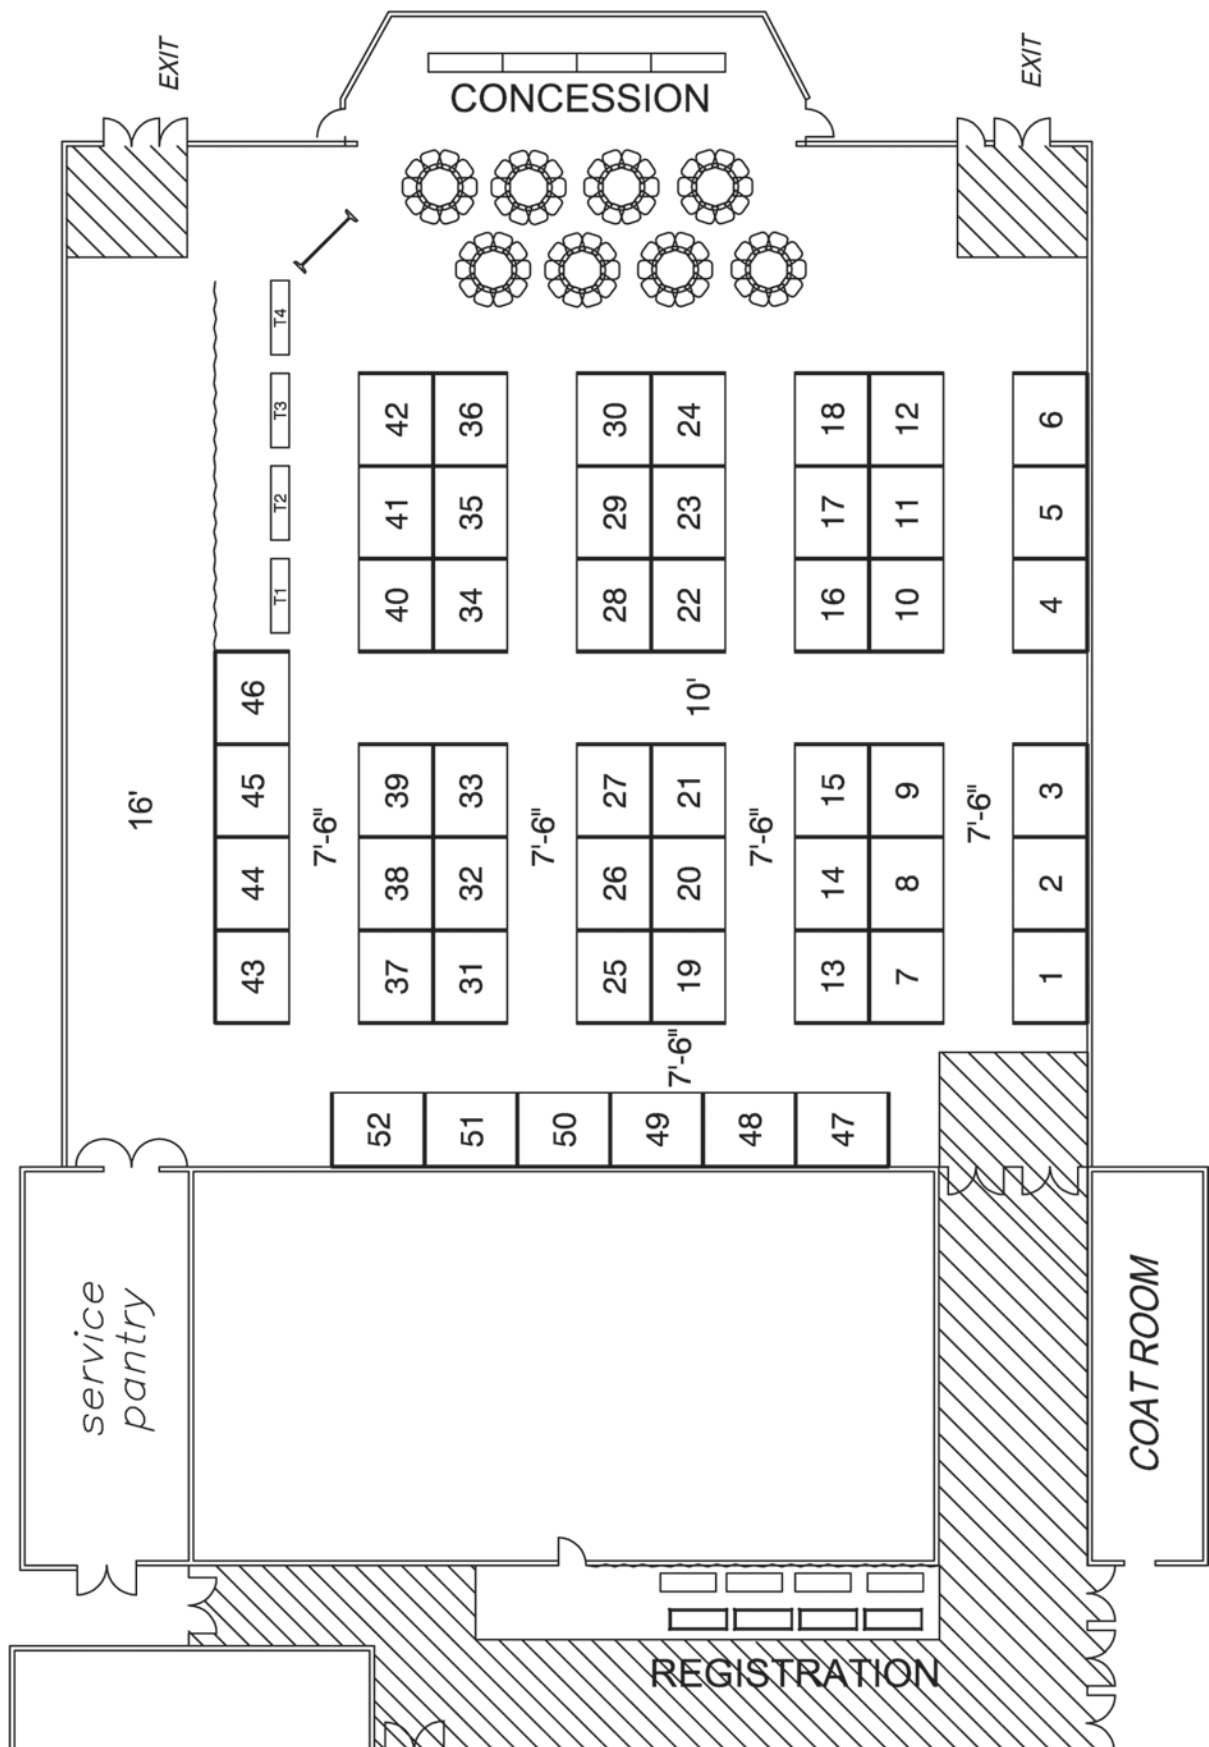 EXIT
EXIT
CONCESSION
T4
T3
T2
T1
42 36 30 24 18 12 6
41 35 29 23 17 11 5
40 34 28 22 16 10 4
46
10'
16'
45 39 33 27 21 15 9 3
7'-6"
7'-6"
7'-6"
7'-6"
44 38 32 26 20 14 8 2
43 37 31 25 19 13 7 1
7'-6"
52 51 50 49 48 47
service
pantry
COAT ROOM
REGISTRATION